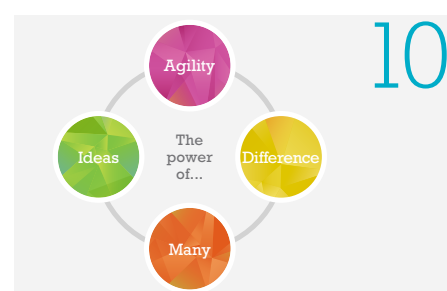 10
Agility
The
power
of...
Ideas
Difference
Many